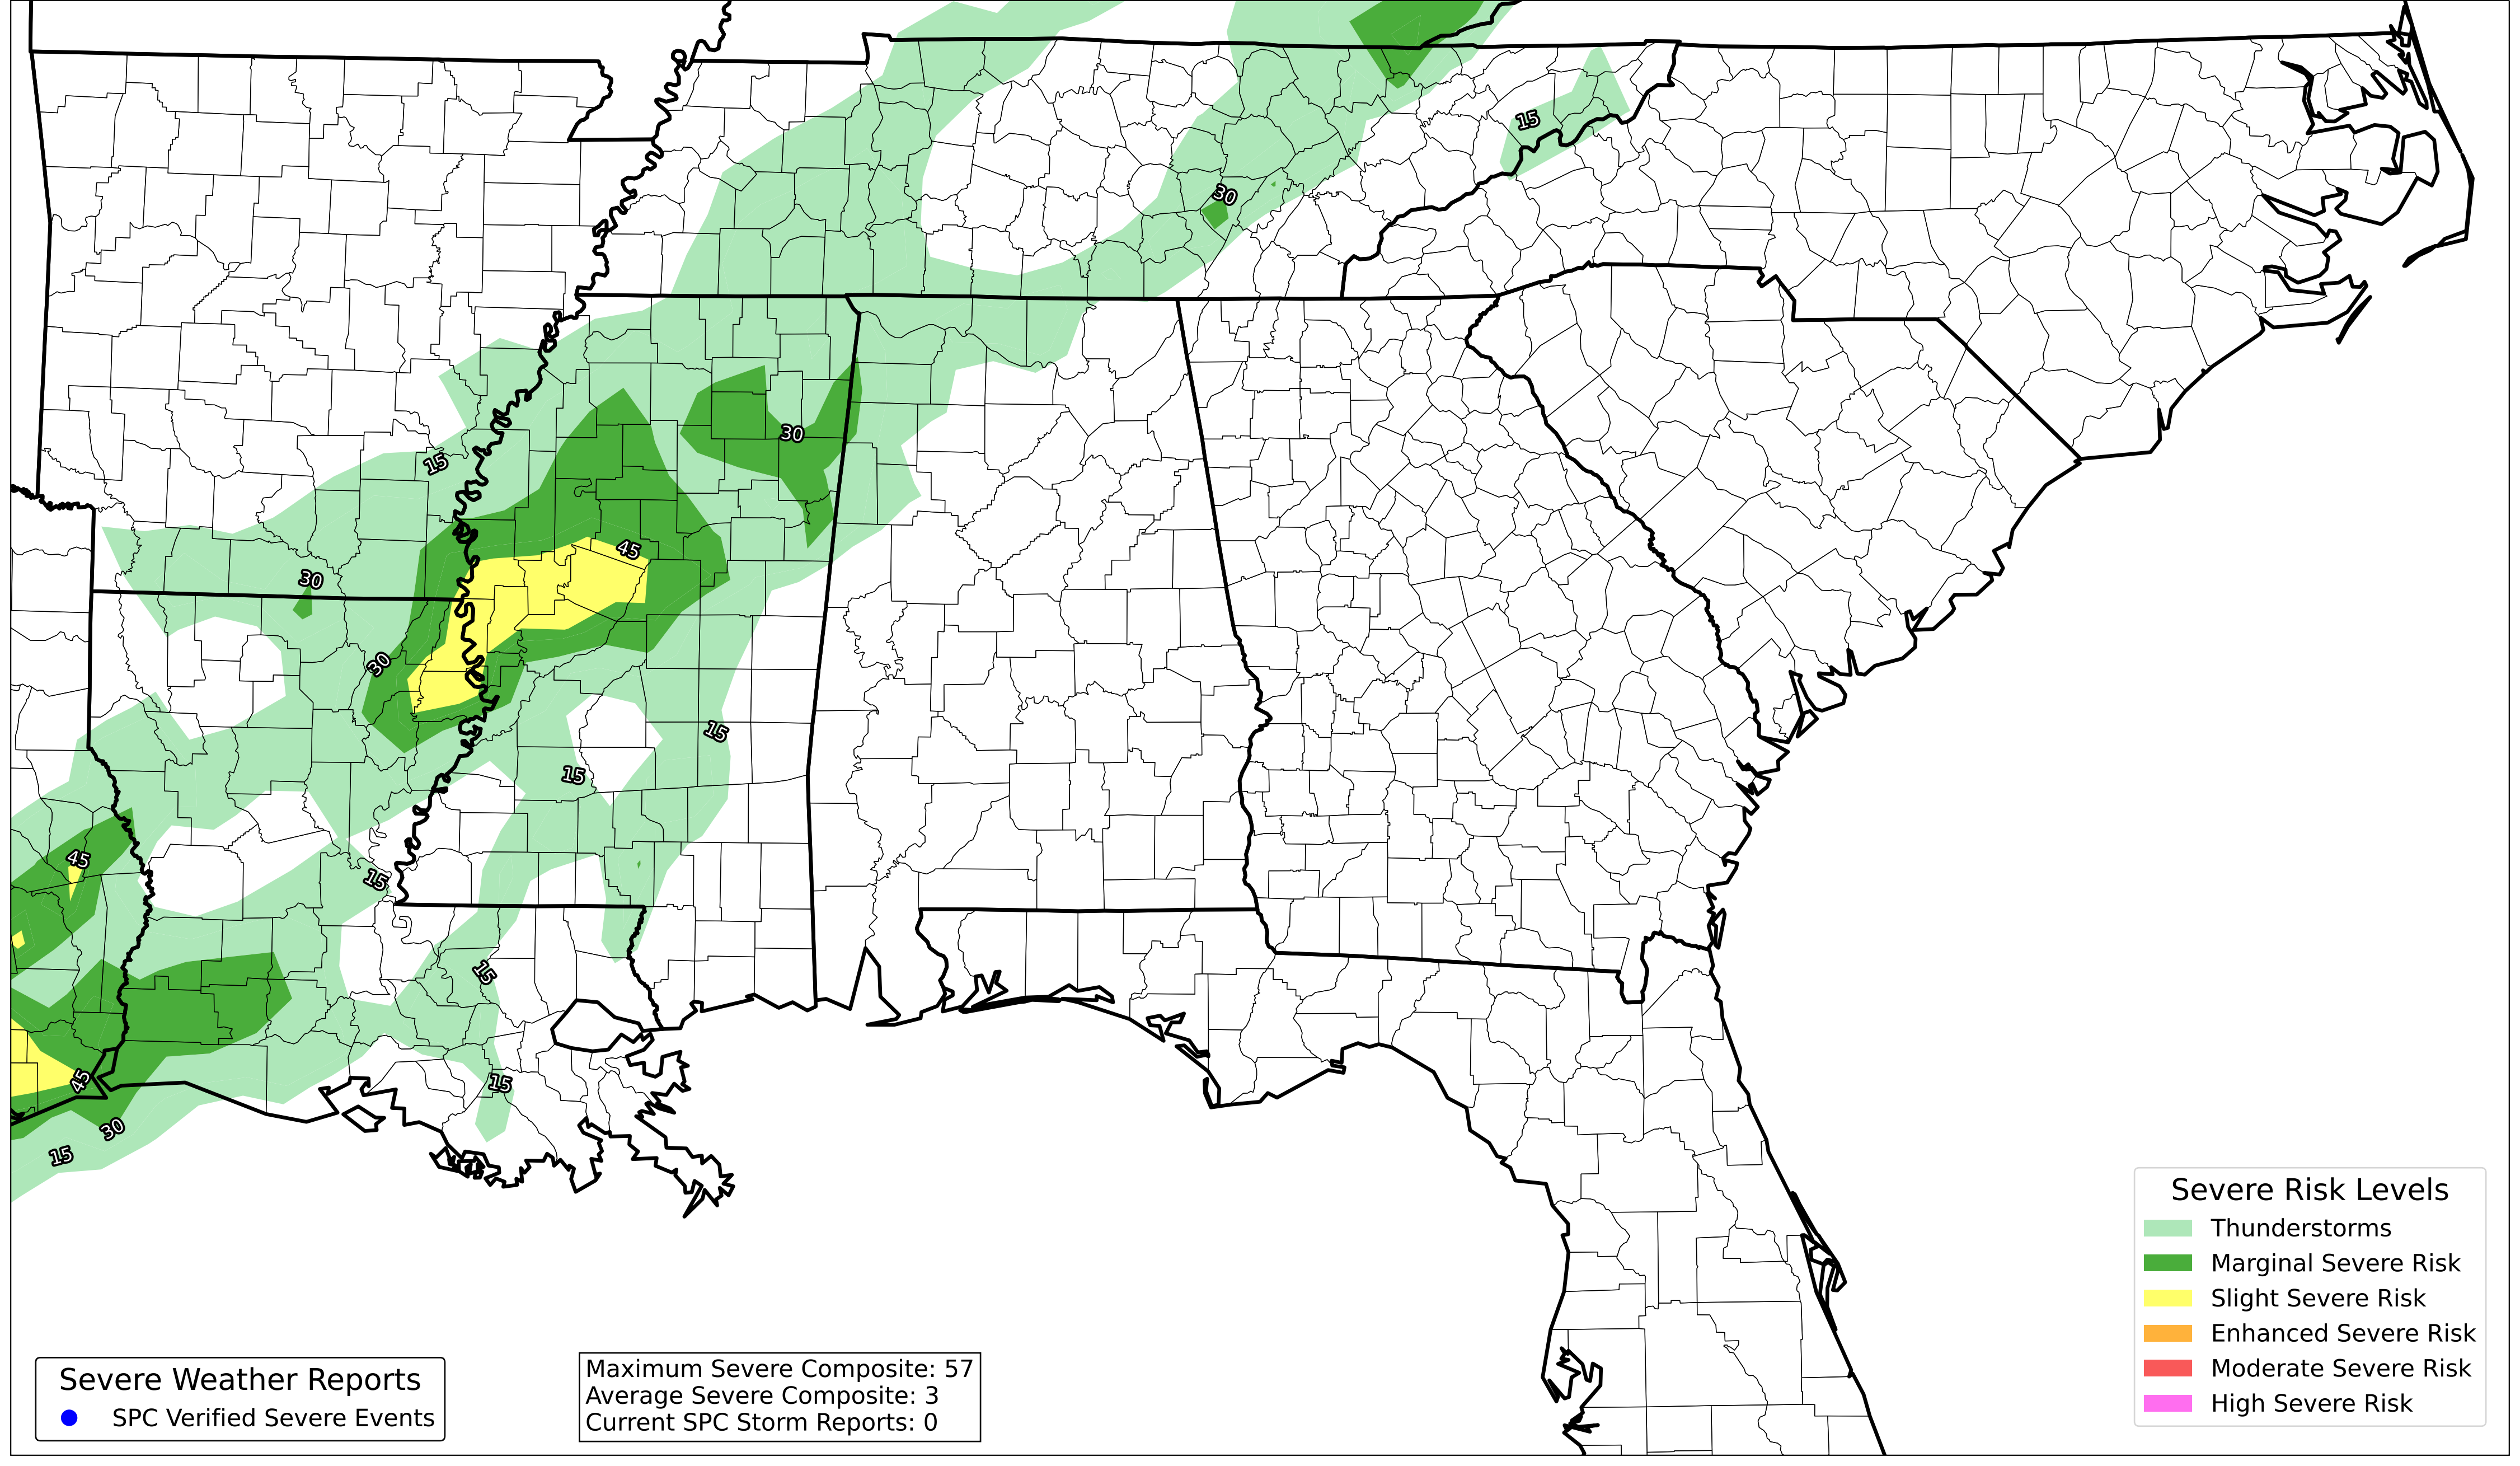 15
30
30
15
45
30
30
15
15
45
15
15
45
15
30
15
Severe Risk Levels
Thunderstorms
Marginal Severe Risk
Slight Severe Risk
Enhanced Severe Risk
Moderate Severe Risk
High Severe Risk
Severe Weather Reports
SPC Verified Severe Events
Maximum Severe Composite: 57
Average Severe Composite: 3
Current SPC Storm Reports: 0